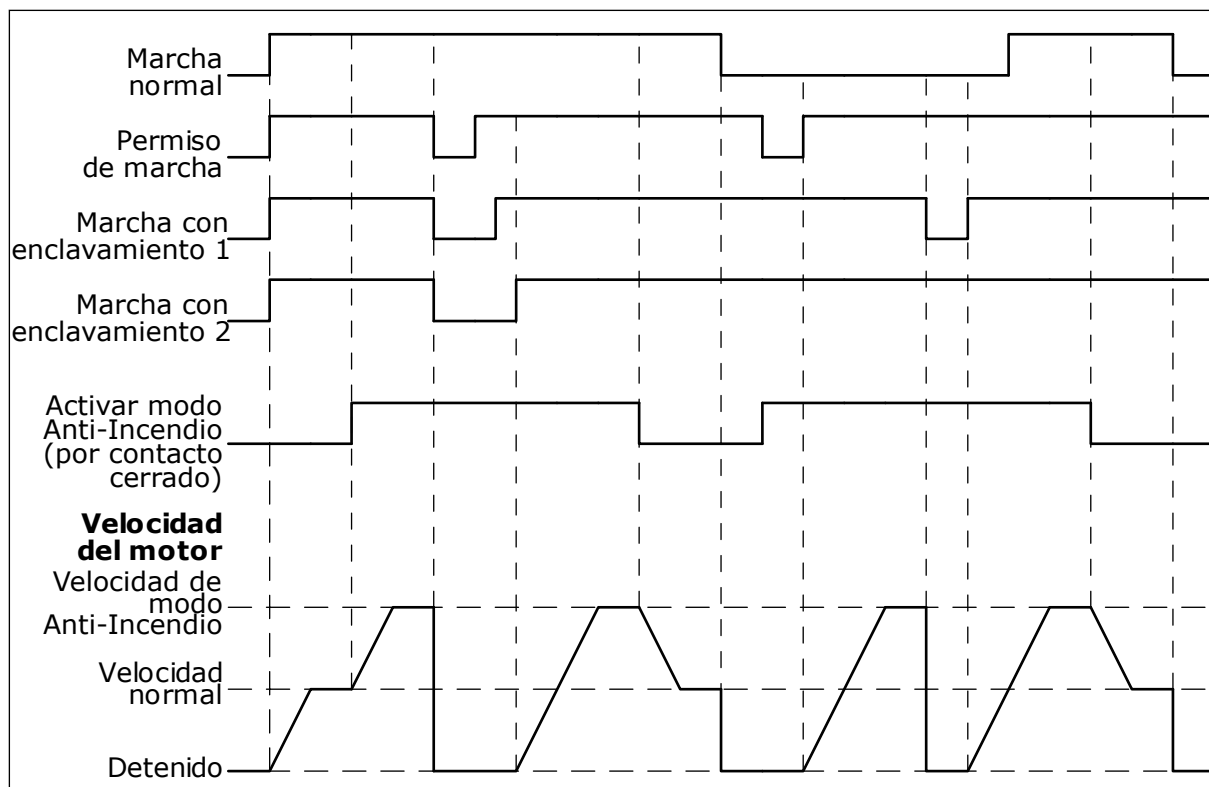 Marcha
normal
Permiso
de marcha
Marcha con
enclavamiento 1
Marcha con
enclavamiento 2
Activar modo
Anti-Incendio
(por contacto
cerrado)
Velocidad
del motor
Velocidad de
modo
Anti-Incendio
Velocidad
normal
Detenido